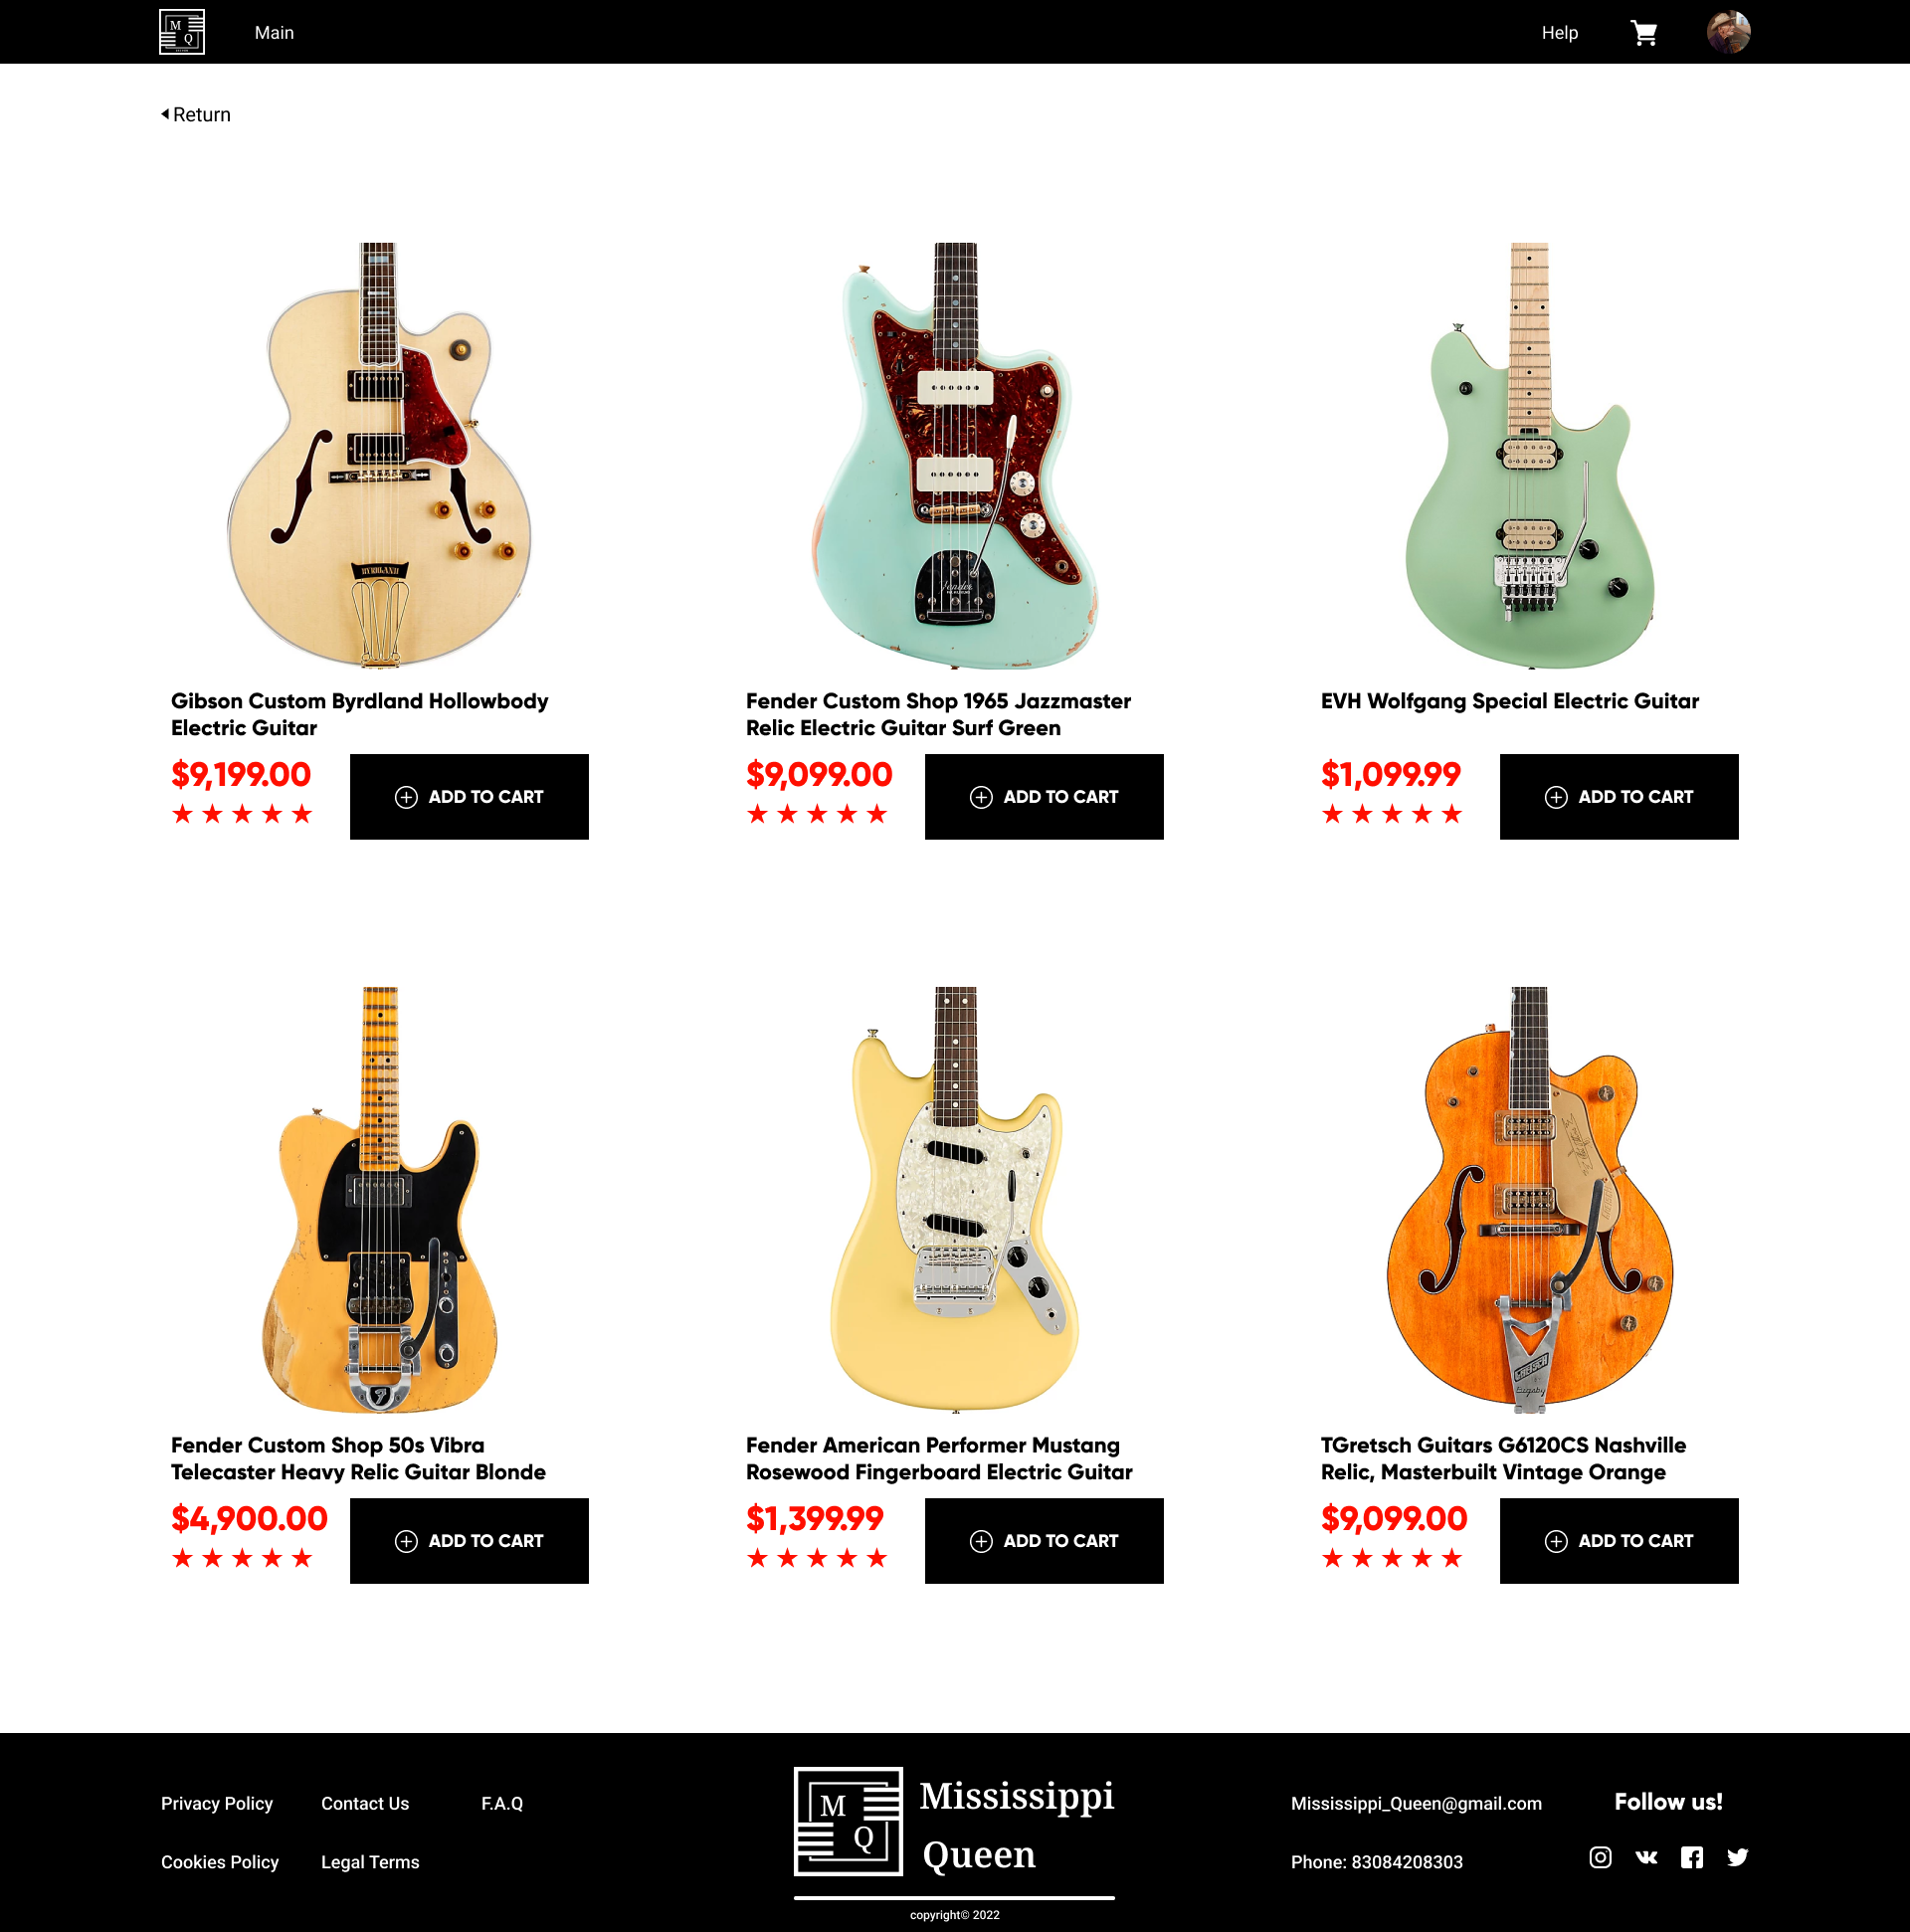 M
Q
Main
Help
Return
BYRDLAND
Fender
Gibson Custom Byrdland Hollowbody
Electric Guitar
$9,199.00
ADD TO CART
Fender Custom Shop 1965 Jazzmaster
Relic Electric Guitar Surf Green
$9,099.00
ADD TO CART
EVH Wolfgang Special Electric Guitar
$1,099.99
ADD TO CART
GRETSCH
Bigsby
Fender Custom Shop 50s Vibra
Telecaster Heavy Relic Guitar Blonde
$4,900.00
ADD TO CART
Fender American Performer Mustang
Rosewood Fingerboard Electric Guitar
$1,399.99
ADD TO CART
TGretsch Guitars G6120CS Nashville
Relic, Masterbuilt Vintage Orange
$9,099.00
ADD TO CART
Privacy Policy
Contact Us
F.A.Q
Cookies Policy
Legal Terms
M
Q
Mississippi
Queen
copyright© 2022
Mississippi_Queen@gmail.com
Phone: 83084208303
Follow us!